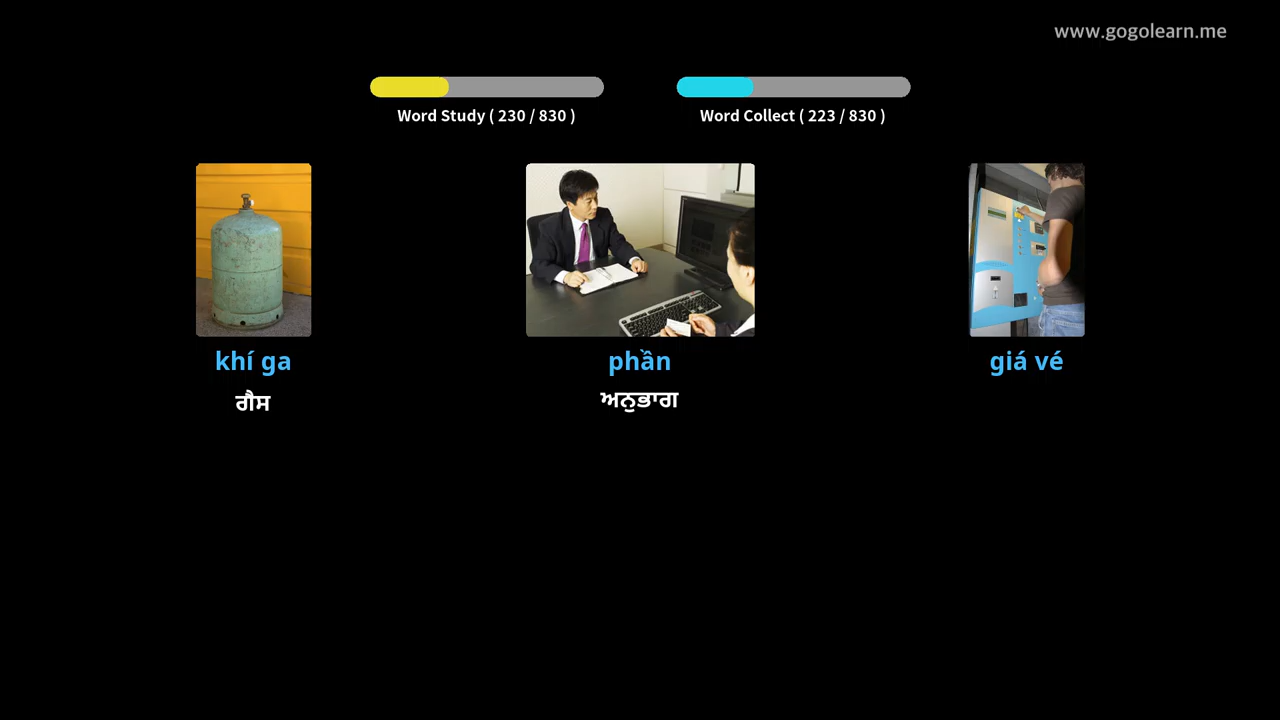 www.gogolearn.me
Word Study ( 230 / 830 )
Word Collect ( 223 / 830 )
khí ga
phần
giá vé
ਗੈਸ
ਅਨੁਭਾਗ